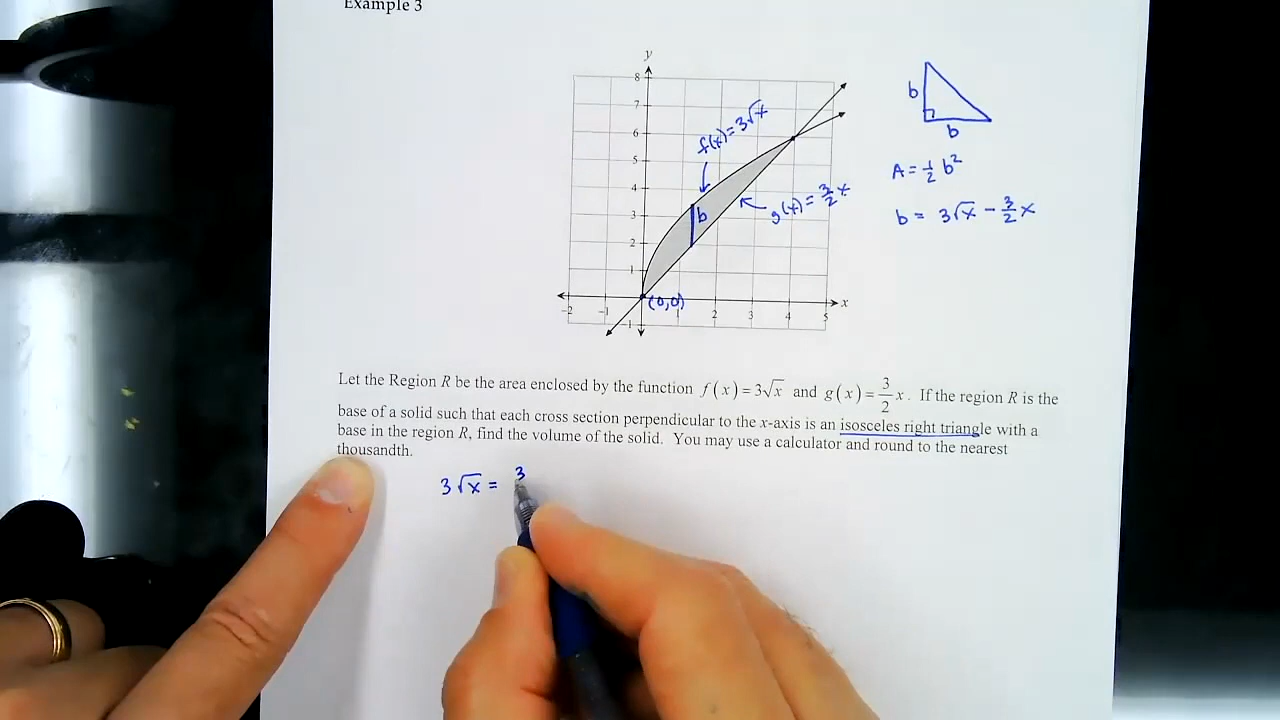 Example 3
y
8
7
6
5
4
3
2
1
-1
-2 -1 1 2 3 4 5 x
f(x) = 3√x
g(x) = 3/2 x
b
(0,0)
b
b
A = 1/2 b²
b = 3√x - 3/2 x
Let the Region R be the area enclosed by the function f(x) = 3√x and g(x) = 3/2 x. If the region R is the
base of a solid such that each cross section perpendicular to the x-axis is an isosceles right triangle with a
base in the region R, find the volume of the solid. You may use a calculator and round to the nearest
thousandth.
3√x = 3